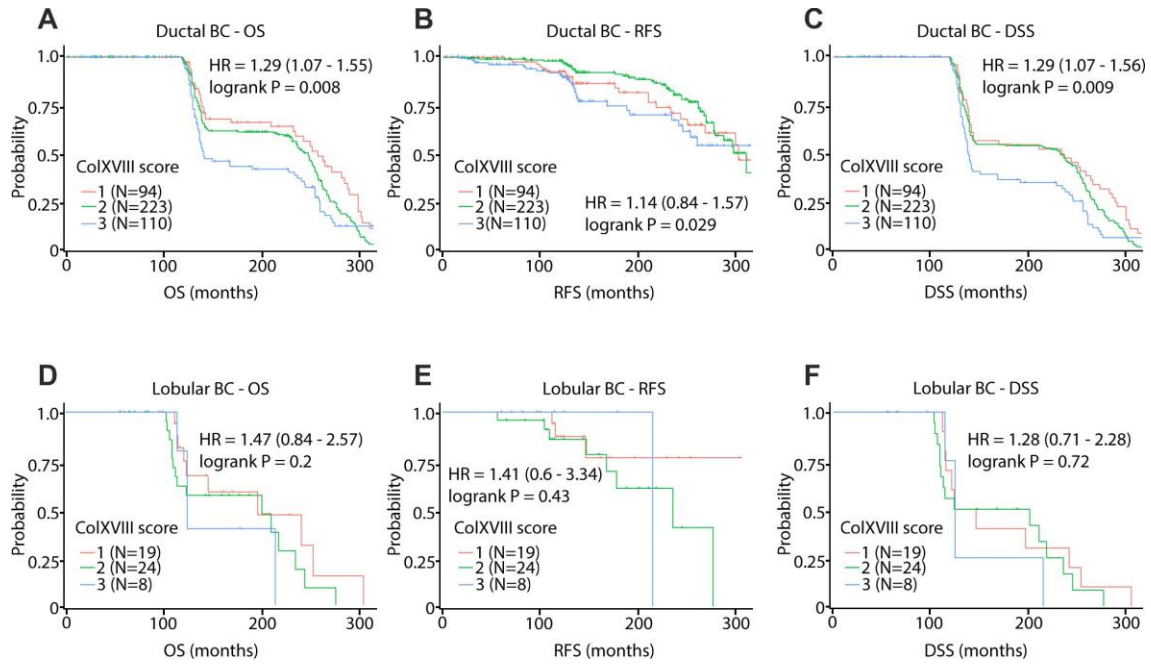 A
Ductal BC - OS
HR = 1.29 (1.07 - 1.55)
logrank P = 0.008
ColXVIII score
1 (N=94)
2 (N=223)
3 (N=110)
Probability
1.0
0.75
0.5
0.25
0
0 100 200 300
OS (months)
B
Ductal BC - RFS
ColXVIII score
1 (N=94)
2 (N=223)
3(N=110)
HR = 1.14 (0.84 - 1.57)
logrank P = 0.029
Probability
1.0
0.75
0.5
0.25
0
0 100 200 300
RFS (months)
C
Ductal BC - DSS
HR = 1.29 (1.07 - 1.56)
logrank P = 0.009
ColXVIII score
1 (N=94)
2 (N=223)
3 (N=110)
Probability
1.0
0.75
0.5
0.25
0
0 100 200 300
DSS (months)
D
Lobular BC - OS
HR = 1.47 (0.84 - 2.57)
logrank P = 0.2
ColXVIII score
1 (N=19)
2 (N=24)
3 (N=8)
Probability
1.0
0.75
0.5
0.25
0
0 100 200 300
OS (months)
E
Lobular BC - RFS
HR = 1.41 (0.6 - 3.34)
logrank P = 0.43
ColXVIII score
1 (N=19)
2 (N=24)
3 (N=8)
Probability
1.0
0.75
0.5
0.25
0
0 100 200 300
RFS (months)
F
Lobular BC - DSS
HR = 1.28 (0.71 - 2.28)
logrank P = 0.72
ColXVIII score
1 (N=19)
2 (N=24)
3 (N=8)
Probability
1.0
0.75
0.5
0.25
0
0 100 200 300
DSS (months)